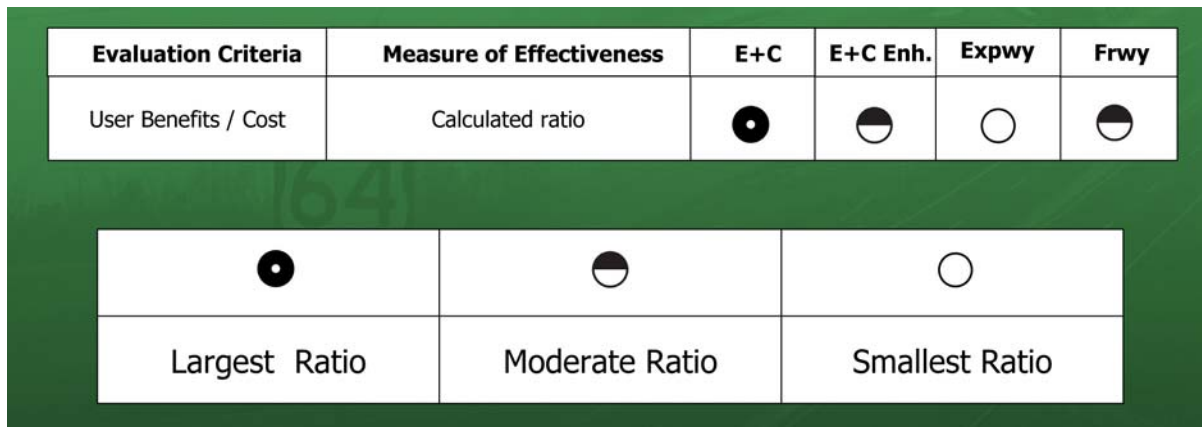 Evaluation Criteria Measure of Effectiveness E+C E+C Enh. Expwy Frwy
User Benefits / Cost Calculated ratio
64
Largest Ratio Moderate Ratio Smallest Ratio